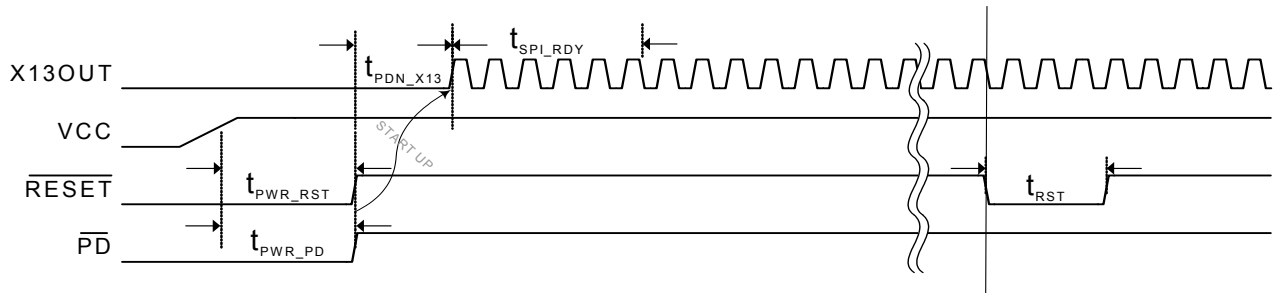 t_SPI_RDY
X13OUT
t_PDN_X13
VCC
START UP
RESET
t_PWR_RST
t_RST
PD
t_PWR_PD